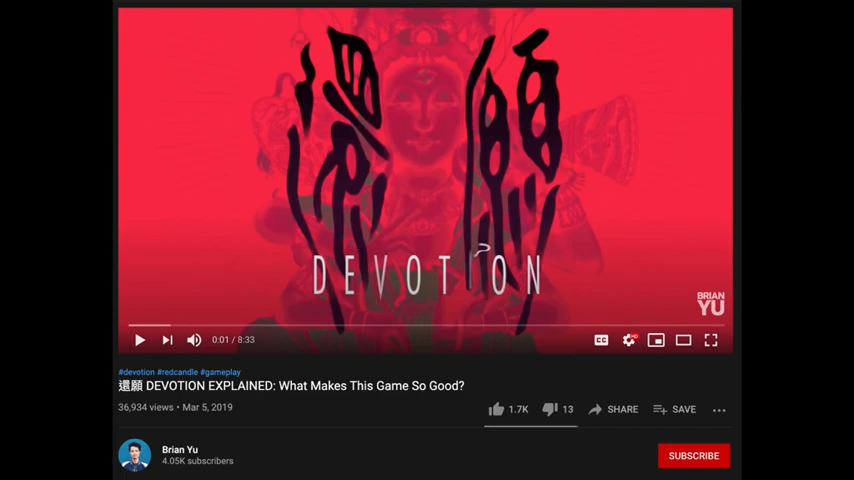 還願
DEVOTION
BRIAN
YU
0:01 / 8:33
CC
HD
#devotion #redcandle #gameplay
還願 DEVOTION EXPLAINED: What Makes This Game So Good?
36,934 views • Mar 5, 2019
1.7K
13
SHARE
SAVE
Brian Yu
4.05K subscribers
SUBSCRIBE